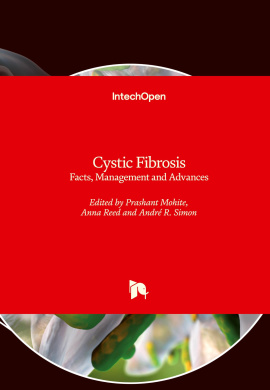 IntechOpen
Cystic Fibrosis
Facts, Management and Advances
Edited by Prashant Mohite,
Anna Reed and André R. Simon